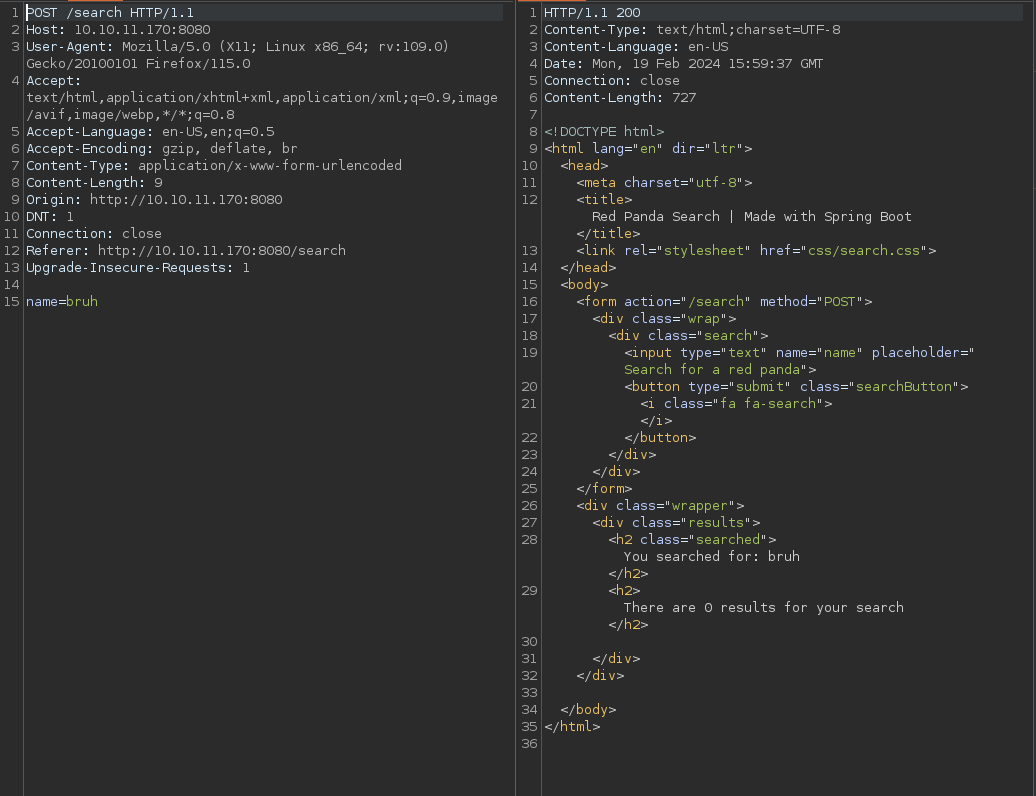 1 POST /search HTTP/1.1
2 Host: 10.10.11.170:8080
3 User-Agent: Mozilla/5.0 (X11; Linux x86_64; rv:109.0)
Gecko/20100101 Firefox/115.0
4 Accept:
text/html,application/xhtml+xml,application/xml;q=0.9,image
/avif,image/webp,*/*;q=0.8
5 Accept-Language: en-US,en;q=0.5
6 Accept-Encoding: gzip, deflate, br
7 Content-Type: application/x-www-form-urlencoded
8 Content-Length: 9
9 Origin: http://10.10.11.170:8080
10 DNT: 1
11 Connection: close
12 Referer: http://10.10.11.170:8080/search
13 Upgrade-Insecure-Requests: 1
14
15 name=bruh
1 HTTP/1.1 200
2 Content-Type: text/html;charset=UTF-8
3 Content-Language: en-US
4 Date: Mon, 19 Feb 2024 15:59:37 GMT
5 Connection: close
6 Content-Length: 727
7
8 <!DOCTYPE html>
9 <html lang="en" dir="ltr">
10 <head>
11 <meta charset="utf-8">
12 <title>
Red Panda Search | Made with Spring Boot
</title>
13 <link rel="stylesheet" href="css/search.css">
14 </head>
15 <body>
16 <form action="/search" method="POST">
17 <div class="wrap">
18 <div class="search">
19 <input type="text" name="name" placeholder="
Search for a red panda">
20 <button type="submit" class="searchButton">
21 <i class="fa fa-search">
</i>
22 </button>
23 </div>
24 </div>
25 </form>
26 <div class="wrapper">
27 <div class="results">
28 <h2 class="searched">
You searched for: bruh
</h2>
29 <h2>
There are 0 results for your search
</h2>
30
31 </div>
32 </div>
33
34 </body>
35 </html>
36